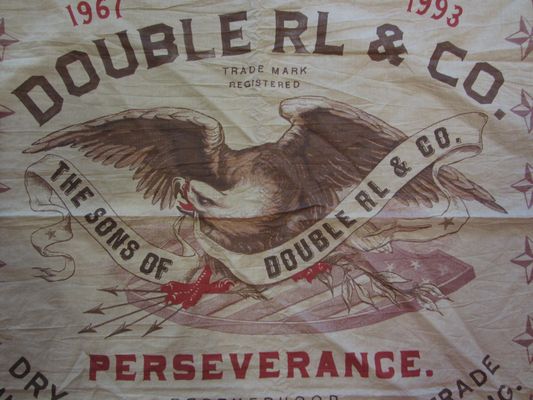 1967
1993
DOUBLE RL & CO.
TRADE MARK
REGISTERED
THE SONS OF
DOUBLE RL & CO.
PERSEVERANCE.
DRY
TRADE